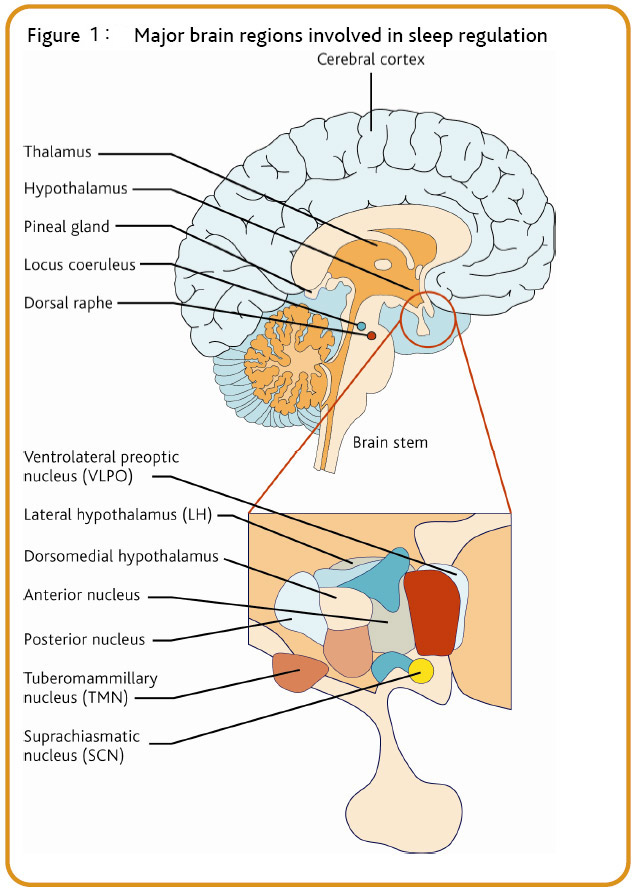 Figure 1: Major brain regions involved in sleep regulation
Cerebral cortex
Thalamus
Hypothalamus
Pineal gland
Locus coeruleus
Dorsal raphe
Brain stem
Ventrolateral preoptic
nucleus (VLPO)
Lateral hypothalamus (LH)
Dorsomedial hypothalamus
Anterior nucleus
Posterior nucleus
Tuberomammillary
nucleus (TMN)
Suprachiasmatic
nucleus (SCN)